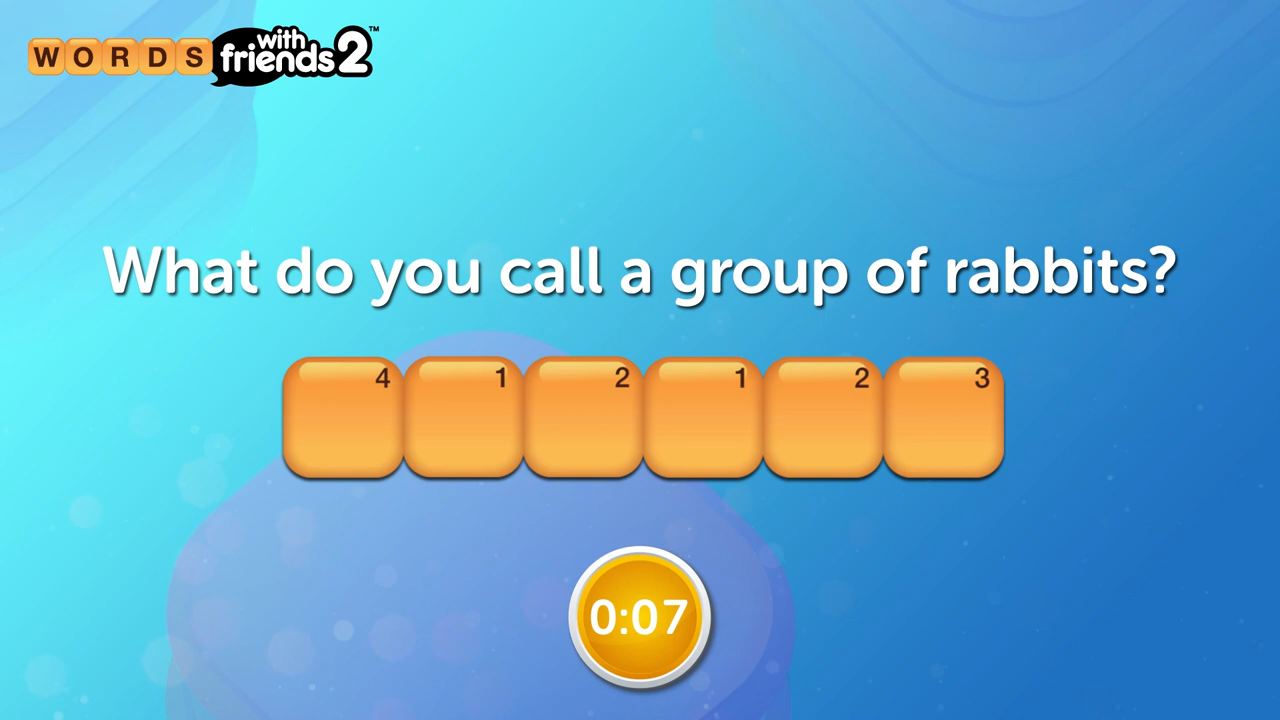 WORDS with friends 2™
What do you call a group of rabbits?
4 1 2 1 2 3
0:07